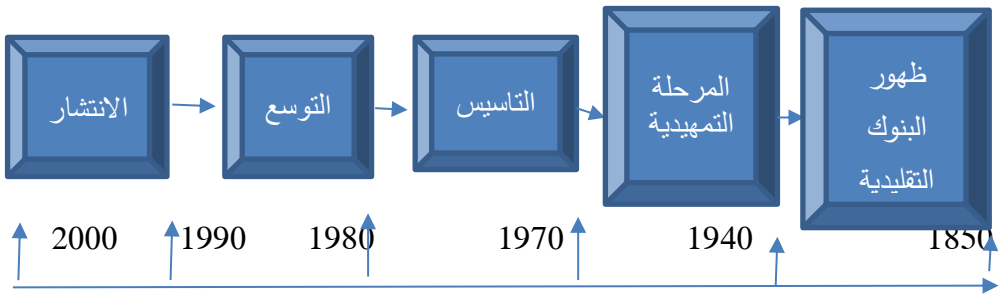 ظهور
البنوك
التقليدية
المرحلة
التمهيدية
التاسيس
التوسع
الانتشار
1850
1940
1970
1980
1990
2000